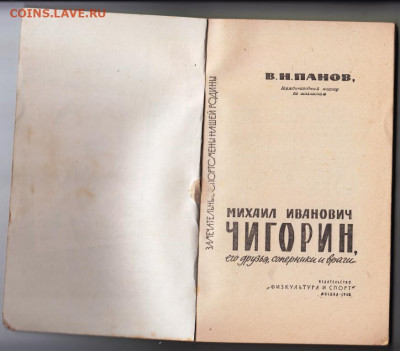 COINS.LAVE.RU
ЗАМЕЧАТЕЛЬНЫЕ СПОРТСМЕНЫ НАШЕЙ РОДИНЫ
В. Н. ПАНОВ,
Международный мастер
по шахматам
МИХАИЛ ИВАНОВИЧ
ЧИГОРИН,
его друзья, соперники и враги
ИЗДАТЕЛЬСТВО
„ФИЗКУЛЬТУРА И СПОРТ“
МОСКВА